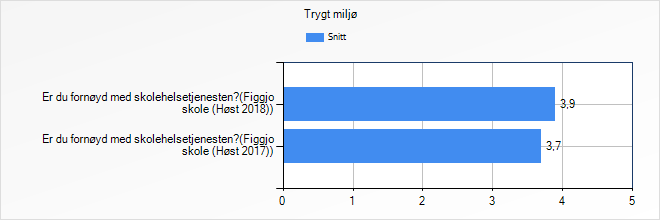 Trygt miljø
Snitt
Er du fornøyd med skolehelsetjenesten?(Figgjo
skole (Høst 2018))
3,9
Er du fornøyd med skolehelsetjenesten?(Figgjo
skole (Høst 2017))
3,7
0 1 2 3 4 5